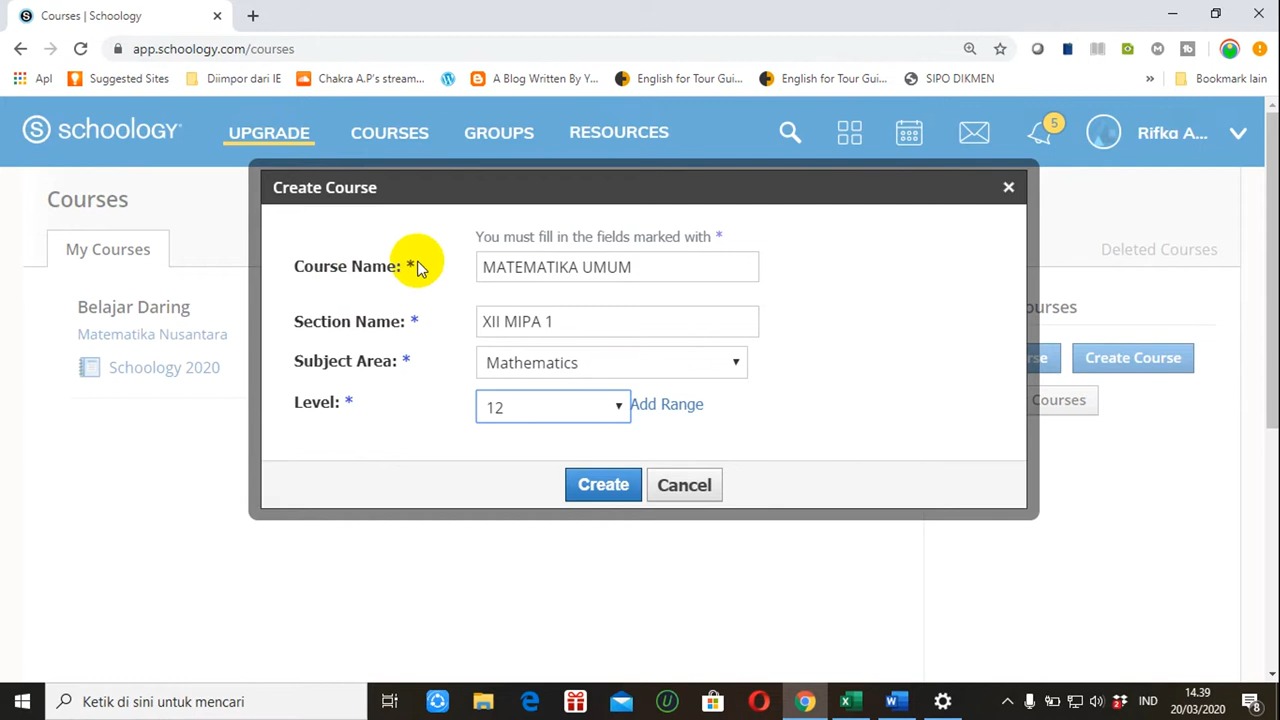 Courses | Schoology
app.schoology.com/courses
Apl
Suggested Sites
Diimpor dari IE
Chakra A.P's stream...
A Blog Written By Y...
English for Tour Gui...
English for Tour Gui...
SIPO DIKMEN
»
Bookmark lain
S schoology
UPGRADE
COURSES
GROUPS
RESOURCES
5
Rifka A...
Courses
My Courses
Deleted Courses
Belajar Daring
Matematika Nusantara
Schoology 2020
Create Course
You must fill in the fields marked with *
Course Name: *
MATEMATIKA UMUM
Section Name: *
XII MIPA 1
Subject Area: *
Mathematics
Level: *
12
Add Range
Create
Cancel
Create Course
Courses
Ketik di sini untuk mencari
IND
14.39
20/03/2020
8